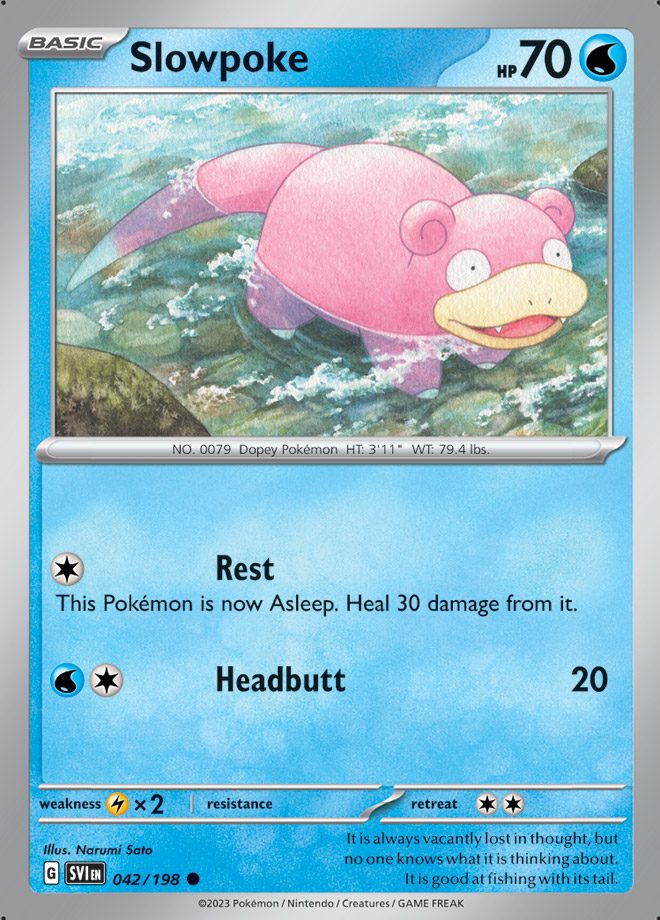 BASIC
Slowpoke
HP 70
NO. 0079 Dopey Pokémon HT: 3'11" WT: 79.4 lbs.
Rest
This Pokémon is now Asleep. Heal 30 damage from it.
Headbutt 20
weakness ×2 resistance retreat
Illus. Narumi Sato
It is always vacantly lost in thought, but
no one knows what it is thinking about.
It is good at fishing with its tail.
G SVI EN 042/198
©2023 Pokémon / Nintendo / Creatures / GAME FREAK